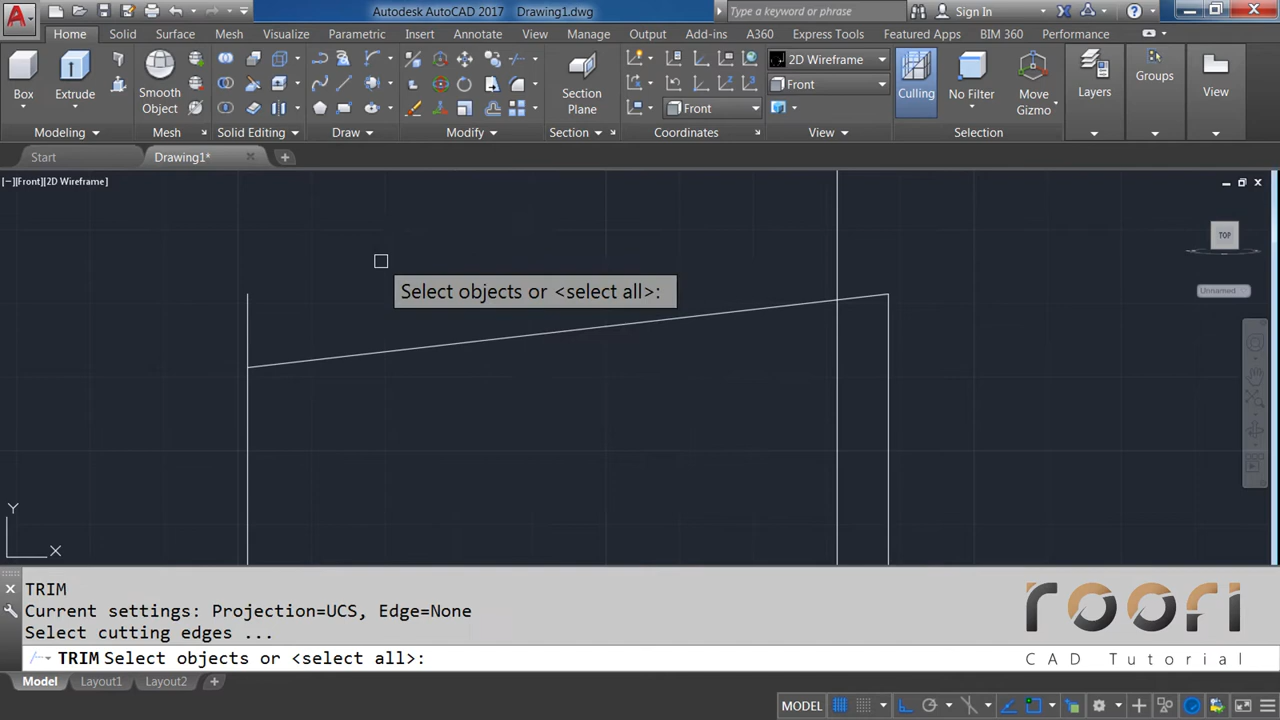 Autodesk AutoCAD 2017 Drawing1.dwg
Type a keyword or phrase
Sign In
Home Solid Surface Mesh Visualize Parametric Insert Annotate View Manage Output Add-ins A360 Express Tools Featured Apps BIM 360 Performance
2D Wireframe
Front
Front
Box
Extrude
Smooth Object
Section Plane
Culling
No Filter
Move Gizmo
Layers
Groups
View
Modeling
Mesh
Solid Editing
Draw
Modify
Section
Coordinates
View
Selection
Start
Drawing1*
[−][Front][2D Wireframe]
TOP
Unnamed
Select objects or <select all>:
Y
X
TRIM
Current settings: Projection=UCS, Edge=None
Select cutting edges ...
TRIM Select objects or <select all>:
roofi
CAD Tutorial
Model Layout1 Layout2
MODEL